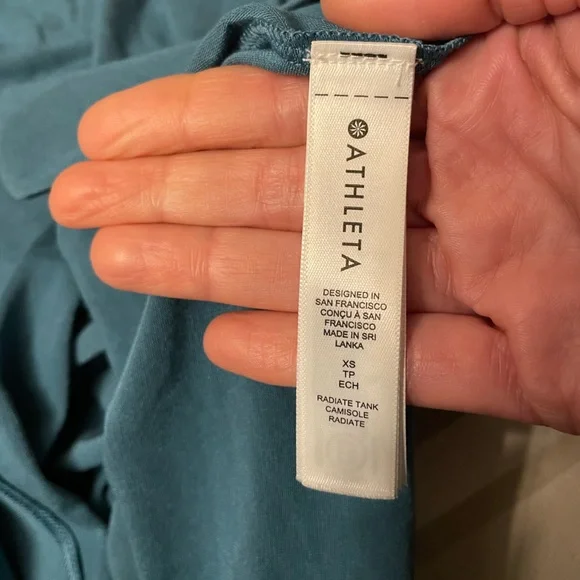 ATHLETA
DESIGNED IN
SAN FRANCISCO
CONÇU À SAN
FRANCISCO
MADE IN SRI
LANKA
XS
TP
ECH
RADIATE TANK
CAMISOLE
RADIATE